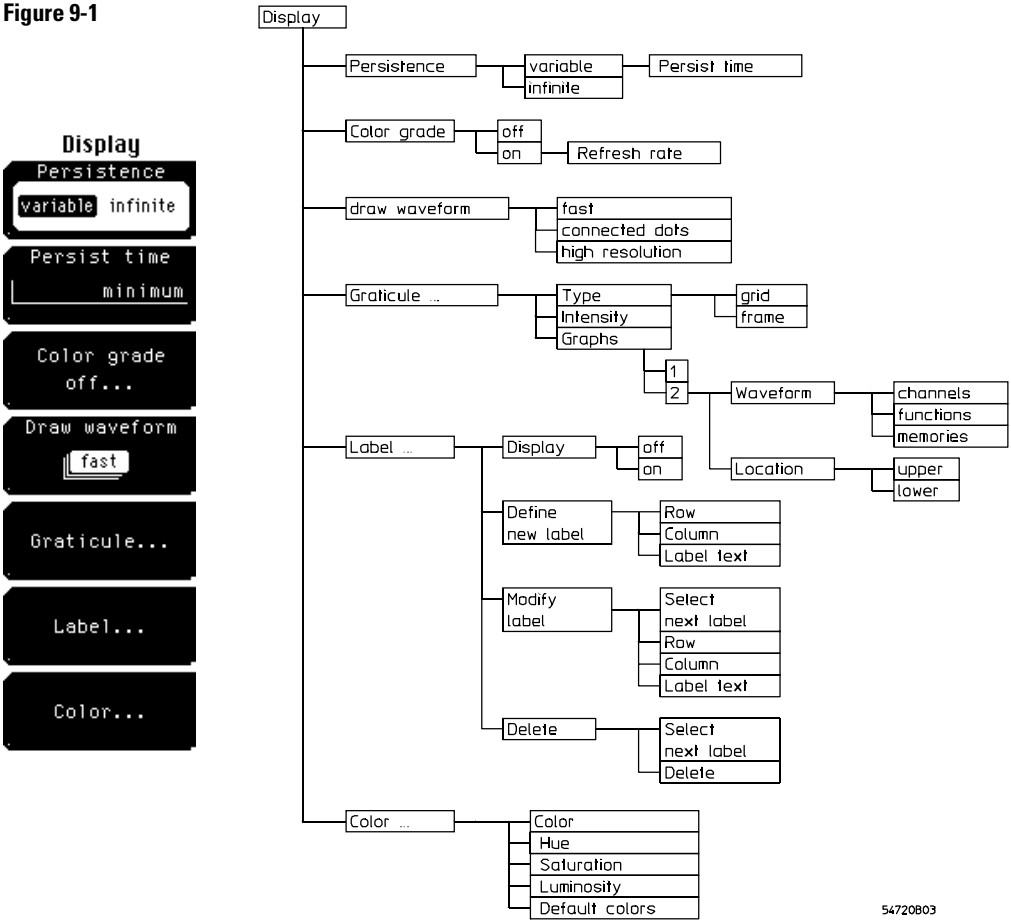 Figure 9-1
Display
Persistence
variable infinite
Persist time
minimum
Color grade
off...
Draw waveform
fast
Graticule...
Label...
Color...
Display
Persistence
variable
infinite
Persist time
Color grade
off
on
Refresh rate
draw waveform
fast
connected dots
high resolution
Graticule ...
Type
Intensity
Graphs
grid
frame
1
2
Waveform
channels
functions
memories
Location
upper
lower
Label ...
Display
off
on
Define
new label
Row
Column
Label text
Modify
label
Select
next label
Row
Column
Label text
Delete
Select
next label
Delete
Color ...
Color
Hue
Saturation
Luminosity
Default colors
54720B03